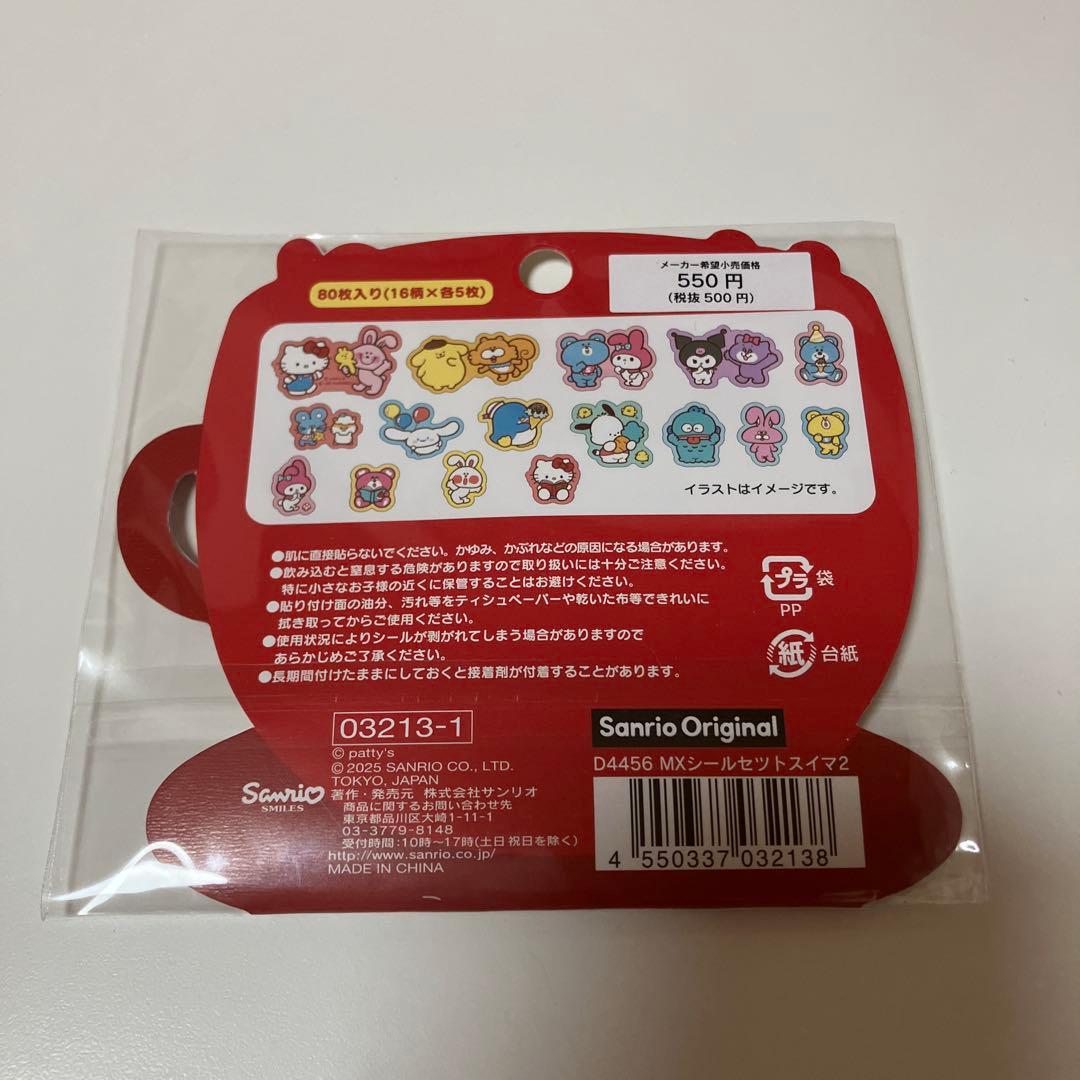 メーカー希望小売価格
550円
(税抜500円)
80枚入り(16柄×各5枚)
イラストはイメージです。
●肌に直接貼らないでください。かゆみ、かぶれなどの原因になる場合があります。
●飲み込むと窒息する危険がありますので取り扱いには十分ご注意ください。
特に小さなお子様の近くに保管することはお避けください。
●貼り付け面の油分、汚れ等をティシュペーパーや乾いた布等できれいに
拭き取ってからご使用ください。
●使用状況によりシールが剥がれてしまう場合がありますので
あらかじめご了承ください。
●長期間付けたままにしておくと接着剤が付着することがあります。
プラ 袋
PP
紙 台紙
03213-1
© patty's
© 2025 SANRIO CO., LTD.
TOKYO, JAPAN
Sanrio
SMILES
著作・発売元 株式会社サンリオ
商品に関するお問い合わせ先
東京都品川区大崎1-11-1
03-3779-8148
受付時間:10時〜17時(土日祝日を除く)
http://www.sanrio.co.jp/
MADE IN CHINA
Sanrio Original
D4456 MXシールセツトスイマ2
4 550337 032138